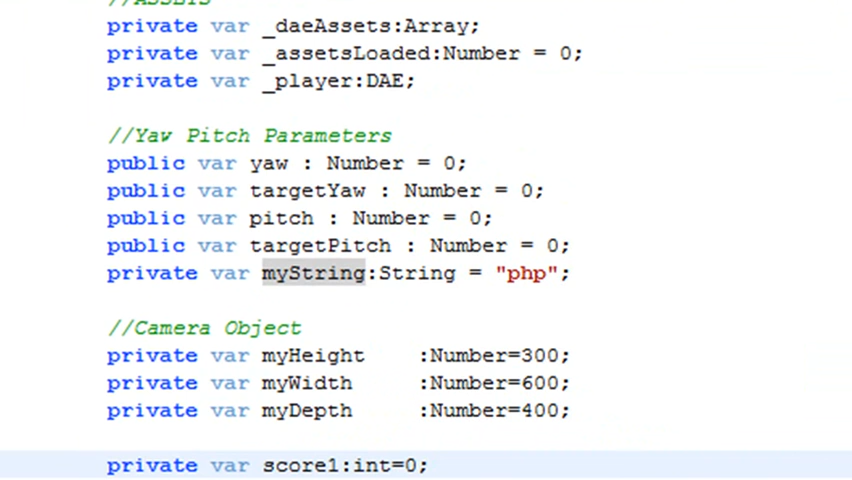 //ASSETS
private var _daeAssets:Array;
private var _assetsLoaded:Number = 0;
private var _player:DAE;
//Yaw Pitch Parameters
public var yaw : Number = 0;
public var targetYaw : Number = 0;
public var pitch : Number = 0;
public var targetPitch : Number = 0;
private var myString:String = "php";
//Camera Object
private var myHeight :Number=300;
private var myWidth :Number=600;
private var myDepth :Number=400;
private var score1:int=0;